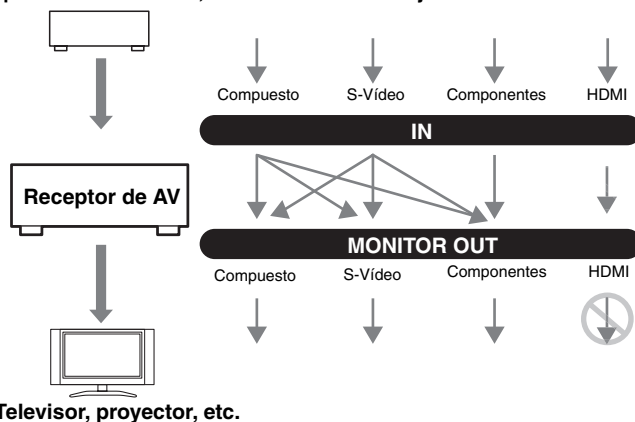 Compuesto S-Vídeo Componentes HDMI
IN
Receptor de AV
MONITOR OUT
Compuesto S-Vídeo Componentes HDMI
Televisor, proyector, etc.